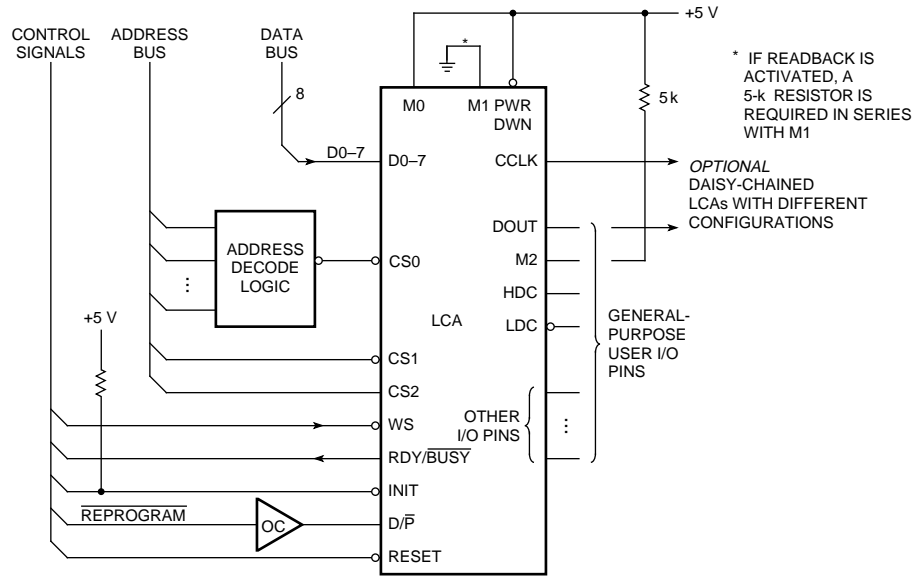 +5 V
CONTROL
SIGNALS
ADDRESS
BUS
DATA
BUS
*
* IF READBACK IS
ACTIVATED, A
5-k RESISTOR IS
REQUIRED IN SERIES
WITH M1
8
M0
M1
PWR
DWN
5 k
D0–7
D0–7
CCLK
OPTIONAL
DAISY-CHAINED
LCAs WITH DIFFERENT
CONFIGURATIONS
DOUT
ADDRESS
DECODE
LOGIC
CS0
M2
HDC
LCA
LDC
GENERAL-
PURPOSE
USER I/O
PINS
+5 V
CS1
CS2
OTHER
I/O PINS
WS
RDY/BUSY
INIT
REPROGRAM
OC
D/P
RESET